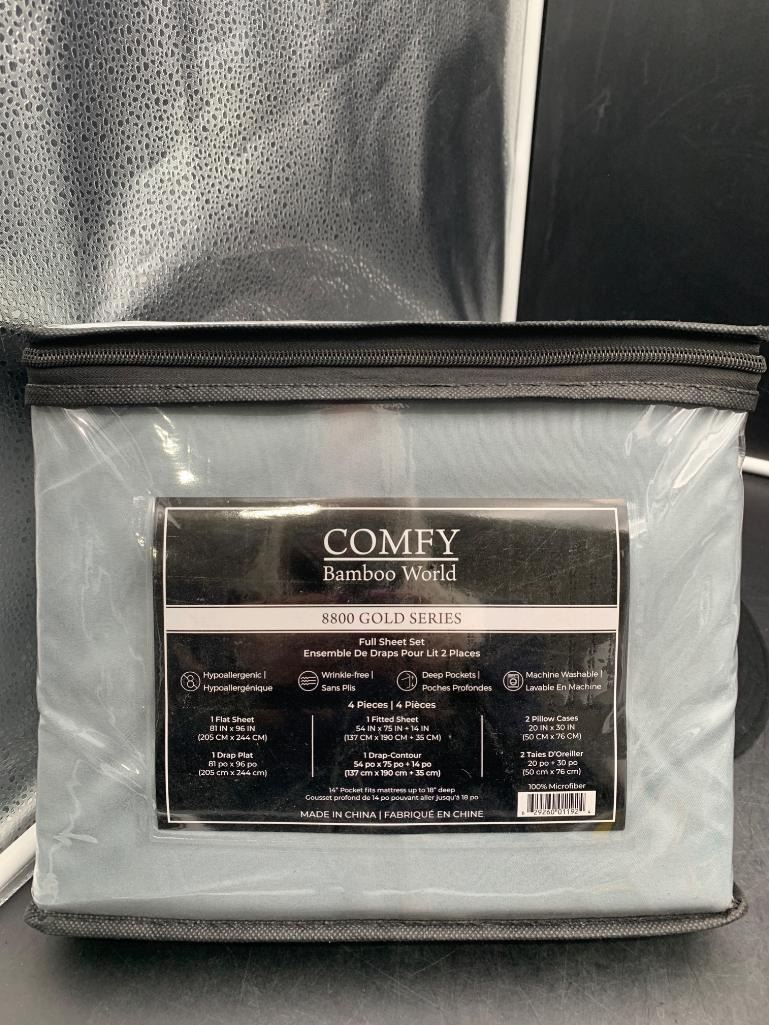 COMFY
Bamboo World
8800 GOLD SERIES
Full Sheet Set
Ensemble De Draps Pour Lit 2 Places
Hypoallergenic |
Hypoallergénique
Wrinkle-free |
Sans Plis
Deep Pockets |
Poches Profondes
Machine Washable |
Lavable En Machine
4 Pieces | 4 Pièces
1 Flat Sheet
81 IN x 96 IN
(205 CM x 244 CM)
1 Drap Plat
81 po x 96 po
(205 cm x 244 cm)
1 Fitted Sheet
54 IN x 75 IN + 14 IN
(137 CM x 190 CM + 35 CM)
1 Drap-Contour
54 po x 75 po + 14 po
(137 cm x 190 cm + 35 cm)
2 Pillow Cases
20 IN x 30 IN
(50 CM x 76 CM)
2 Taies D'Oreiller
20 po + 30 po
(50 cm x 76 cm)
14" Pocket fits mattress up to 18" deep
Gousset profond de 14 po pouvant aller jusqu'à 18 po
100% Microfiber
MADE IN CHINA | FABRIQUÉ EN CHINE
6 29260 01192 4